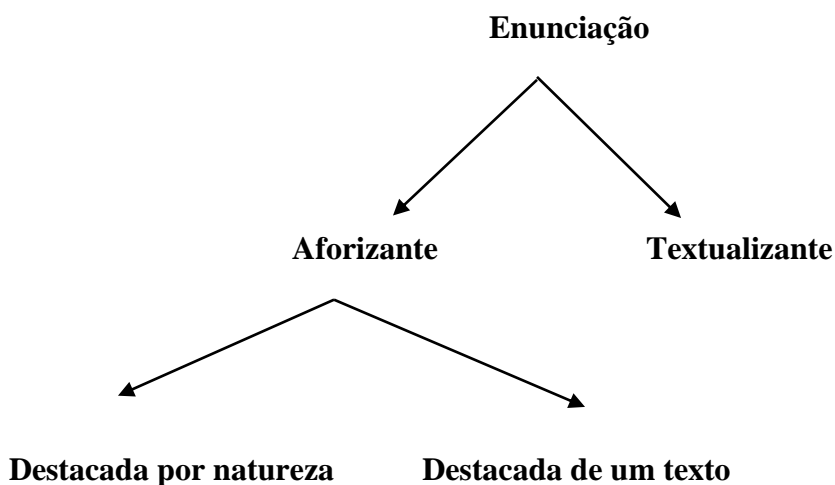 Enunciação
Aforizante Textualizante
Destacada por natureza Destacada de um texto